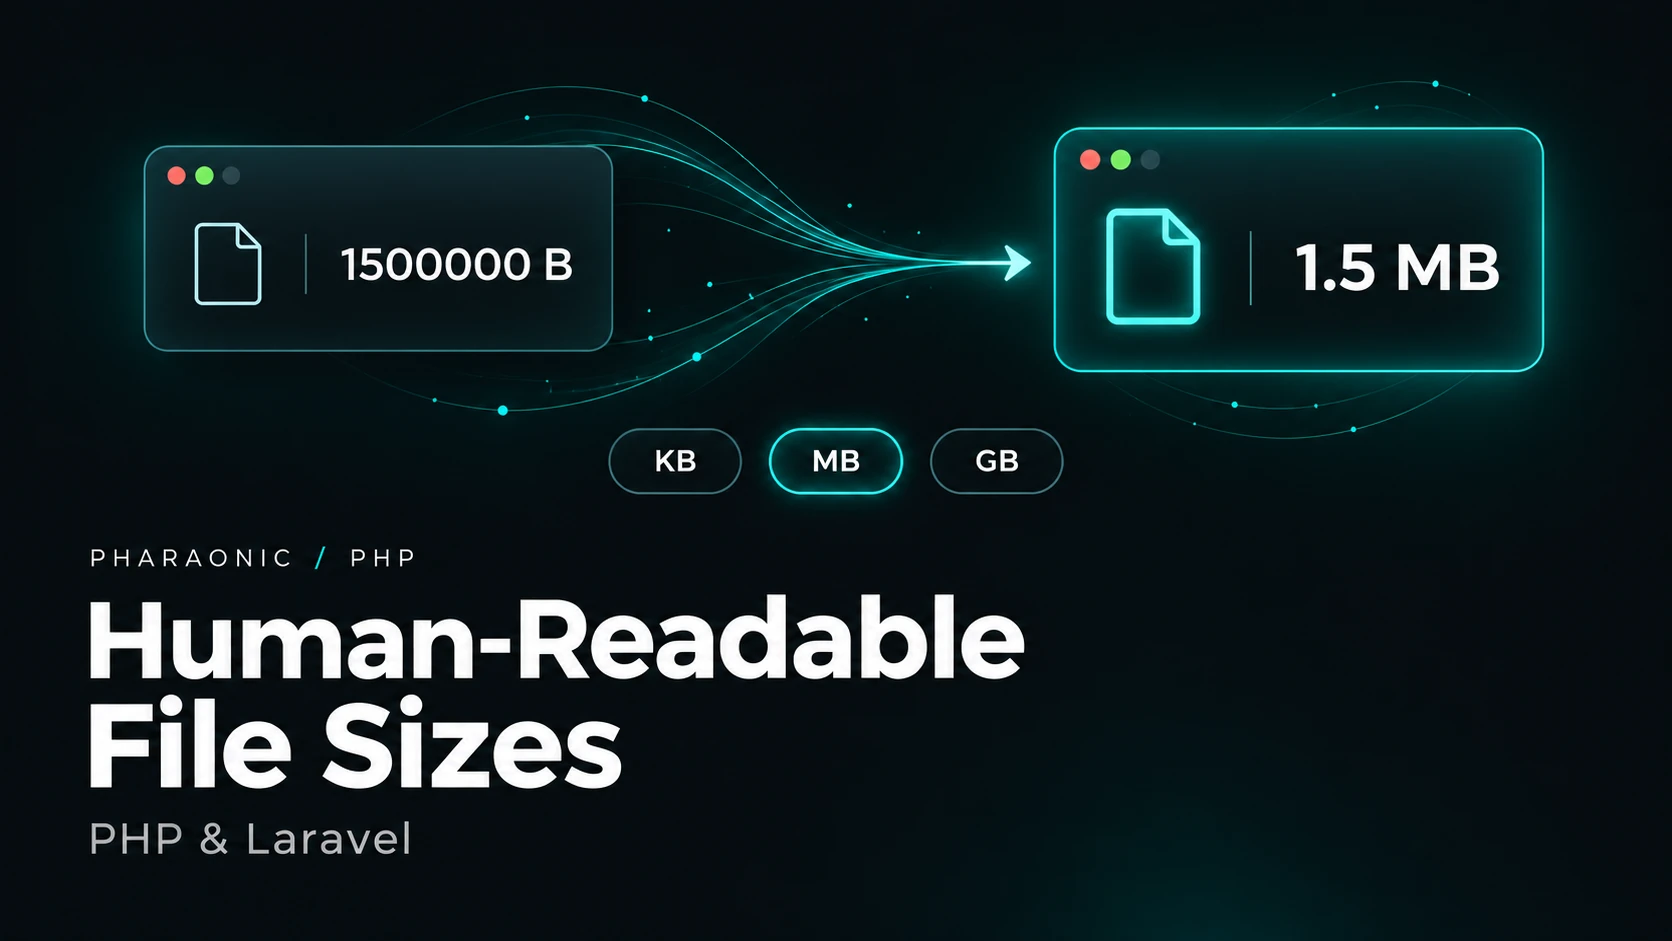 1500000 B
1.5 MB
KB
MB
GB
PHARAONIC / PHP
Human-Readable
File Sizes
PHP & Laravel